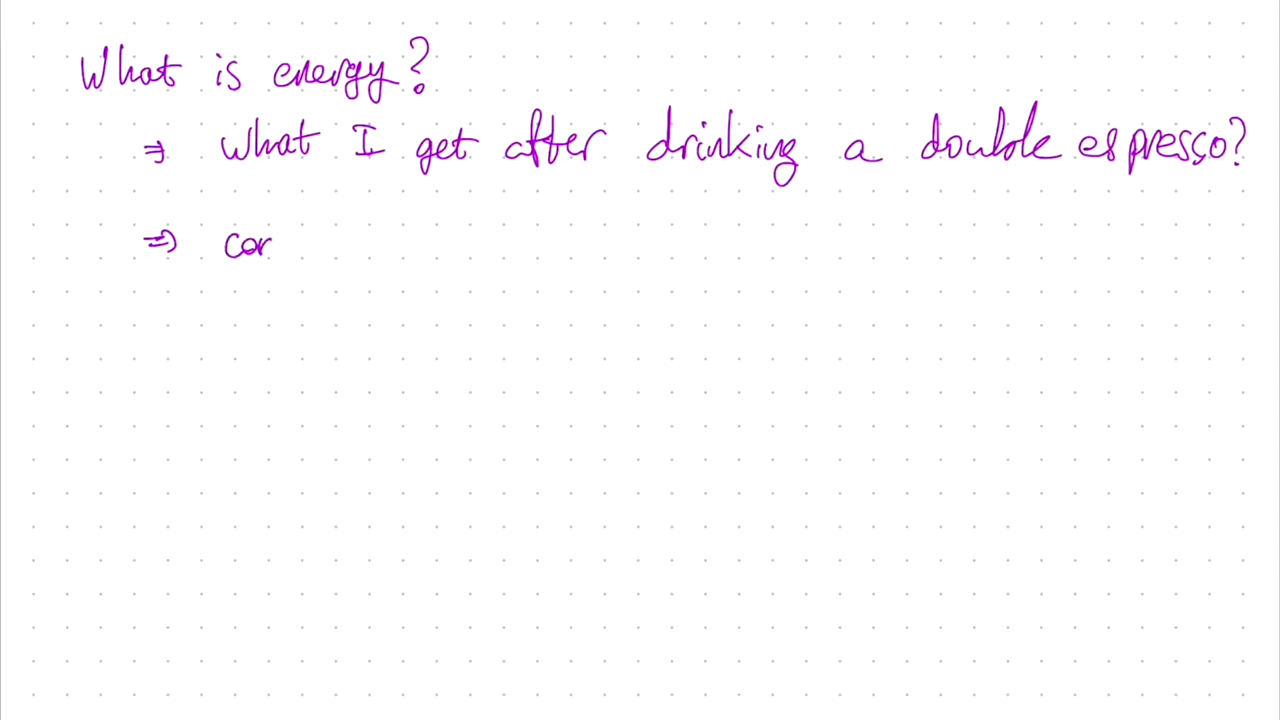 What is energy?
⇒ What I get after drinking a double espresso?
⇒ cor